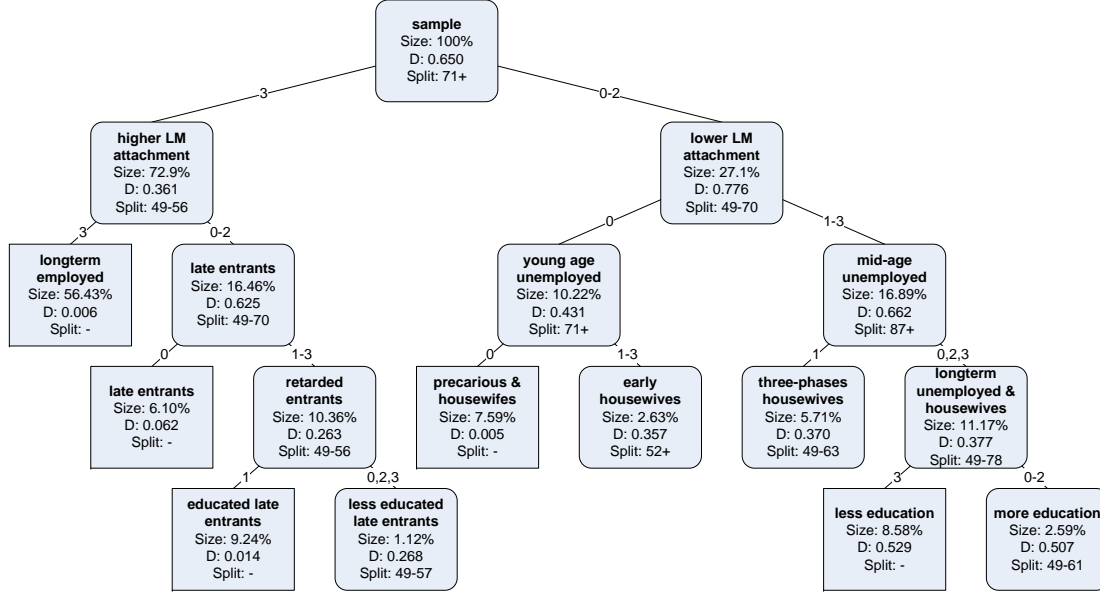 sample
Size: 100%
D: 0.650
Split: 71+
3
0-2
higher LM
attachment
Size: 72.9%
D: 0.361
Split: 49-56
lower LM
attachment
Size: 27.1%
D: 0.776
Split: 49-70
3
0-2
0
1-3
longterm
employed
Size: 56.43%
D: 0.006
Split: -
late entrants
Size: 16.46%
D: 0.625
Split: 49-70
young age
unemployed
Size: 10.22%
D: 0.431
Split: 71+
mid-age
unemployed
Size: 16.89%
D: 0.662
Split: 87+
0
1-3
0
1-3
1
0,2,3
late entrants
Size: 6.10%
D: 0.062
Split: -
retarded
entrants
Size: 10.36%
D: 0.263
Split: 49-56
precarious &
housewifes
Size: 7.59%
D: 0.005
Split: -
early
housewives
Size: 2.63%
D: 0.357
Split: 52+
three-phases
housewives
Size: 5.71%
D: 0.370
Split: 49-63
longterm
unemployed &
housewives
Size: 11.17%
D: 0.377
Split: 49-78
1
0,2,3
3
0-2
educated late
entrants
Size: 9.24%
D: 0.014
Split: -
less educated
late entrants
Size: 1.12%
D: 0.268
Split: 49-57
less education
Size: 8.58%
D: 0.529
Split: -
more education
Size: 2.59%
D: 0.507
Split: 49-61